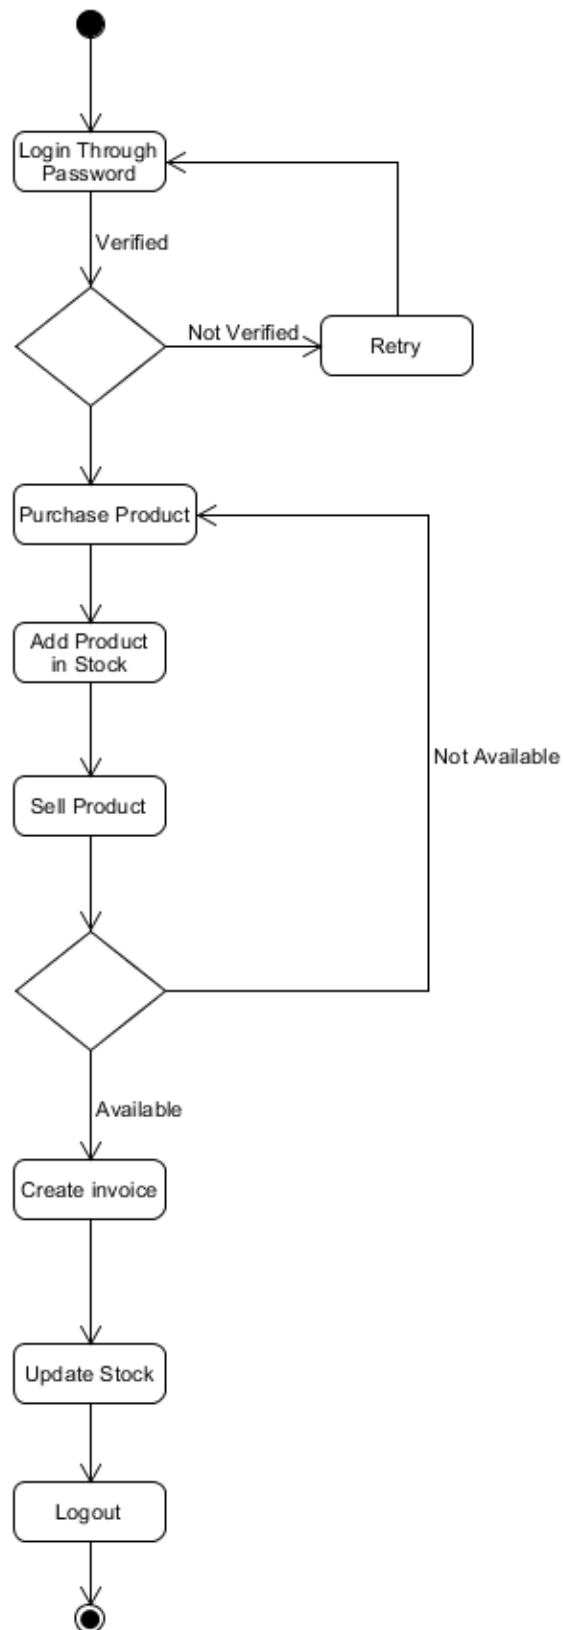 Login Through
Password
Verified
Not Verified
Retry
Purchase Product
Add Product
in Stock
Not Available
Sell Product
Available
Create invoice
Update Stock
Logout